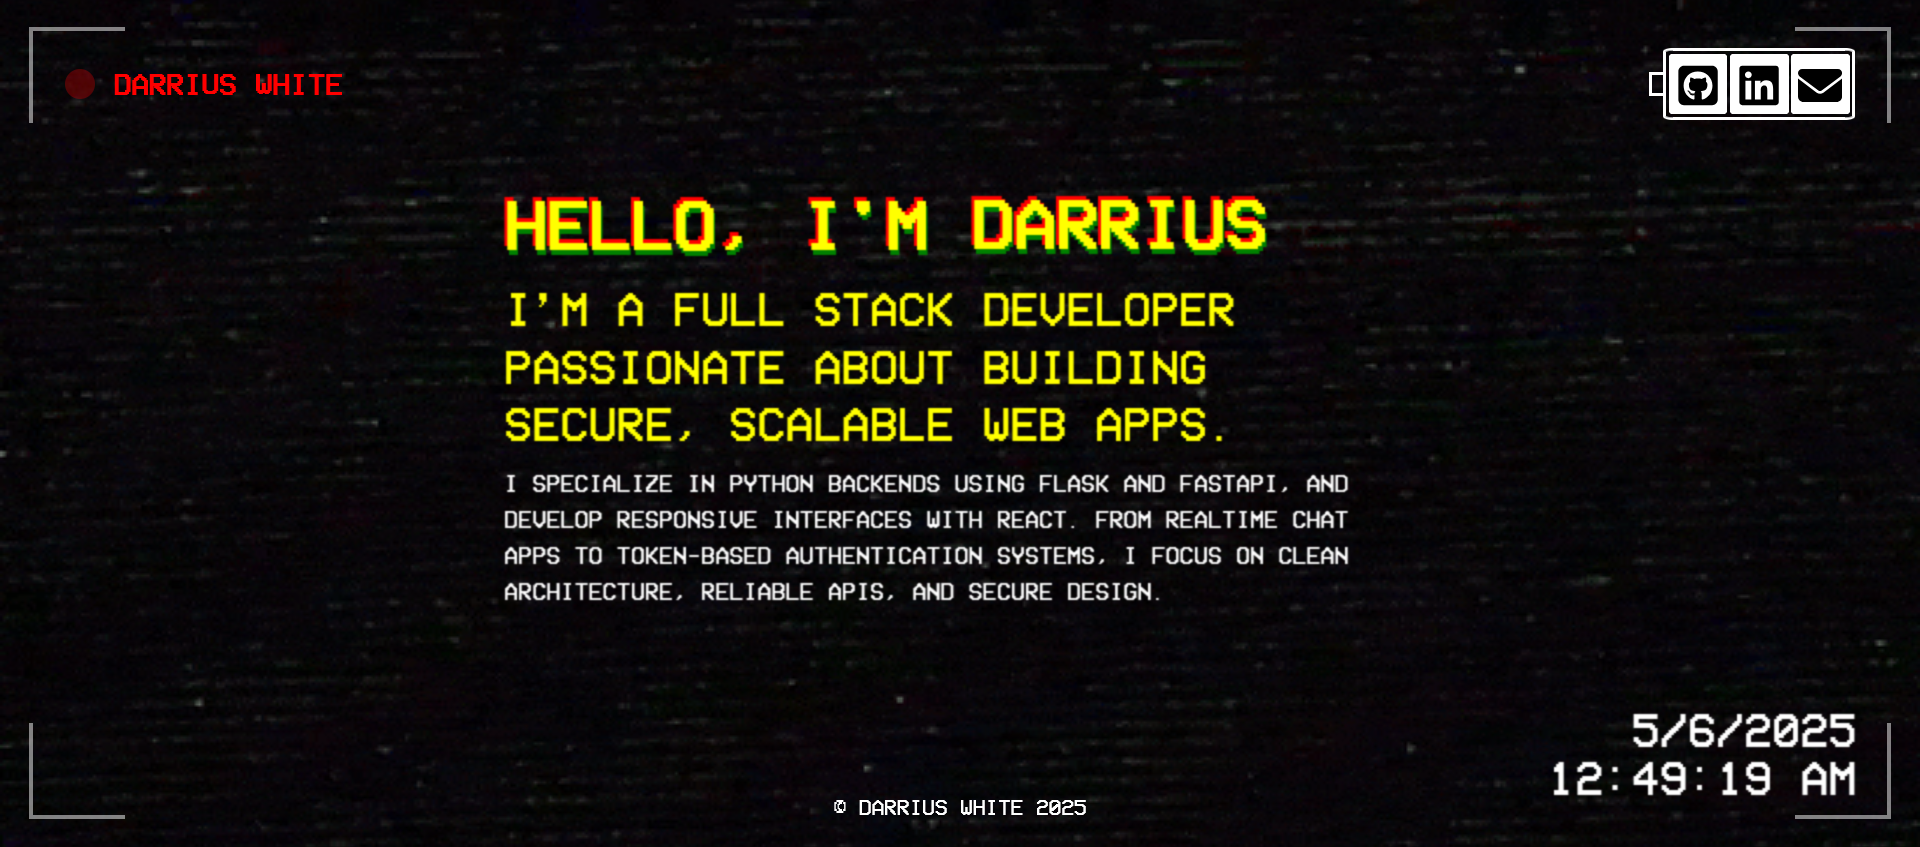 DARRIUS WHITE
in
HELLO, I'M DARRIUS
I'M A FULL STACK DEVELOPER
PASSIONATE ABOUT BUILDING
SECURE, SCALABLE WEB APPS.
I SPECIALIZE IN PYTHON BACKENDS USING FLASK AND FASTAPI, AND
DEVELOP RESPONSIVE INTERFACES WITH REACT. FROM REALTIME CHAT
APPS TO TOKEN-BASED AUTHENTICATION SYSTEMS, I FOCUS ON CLEAN
ARCHITECTURE, RELIABLE APIS, AND SECURE DESIGN.
5/6/2025
12:49:19 AM
© DARRIUS WHITE 2025